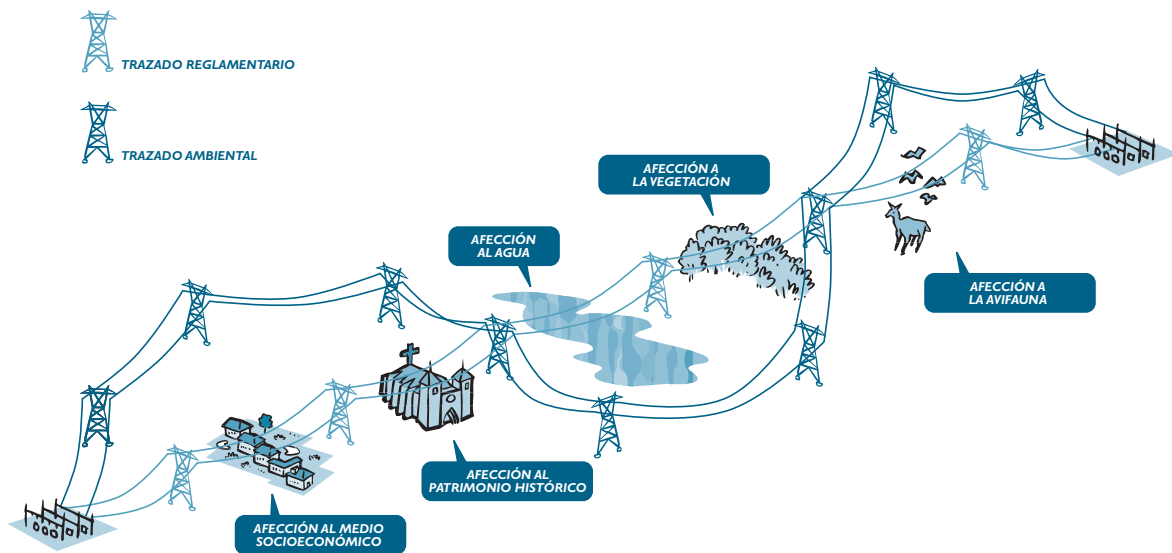 TRAZADO REGLAMENTARIO
TRAZADO AMBIENTAL
AFECCIÓN A
LA VEGETACIÓN
AFECCIÓN
AL AGUA
AFECCIÓN A
LA AVIFAUNA
AFECCIÓN AL
PATRIMONIO HISTÓRICO
AFECCIÓN AL MEDIO
SOCIOECONÓMICO